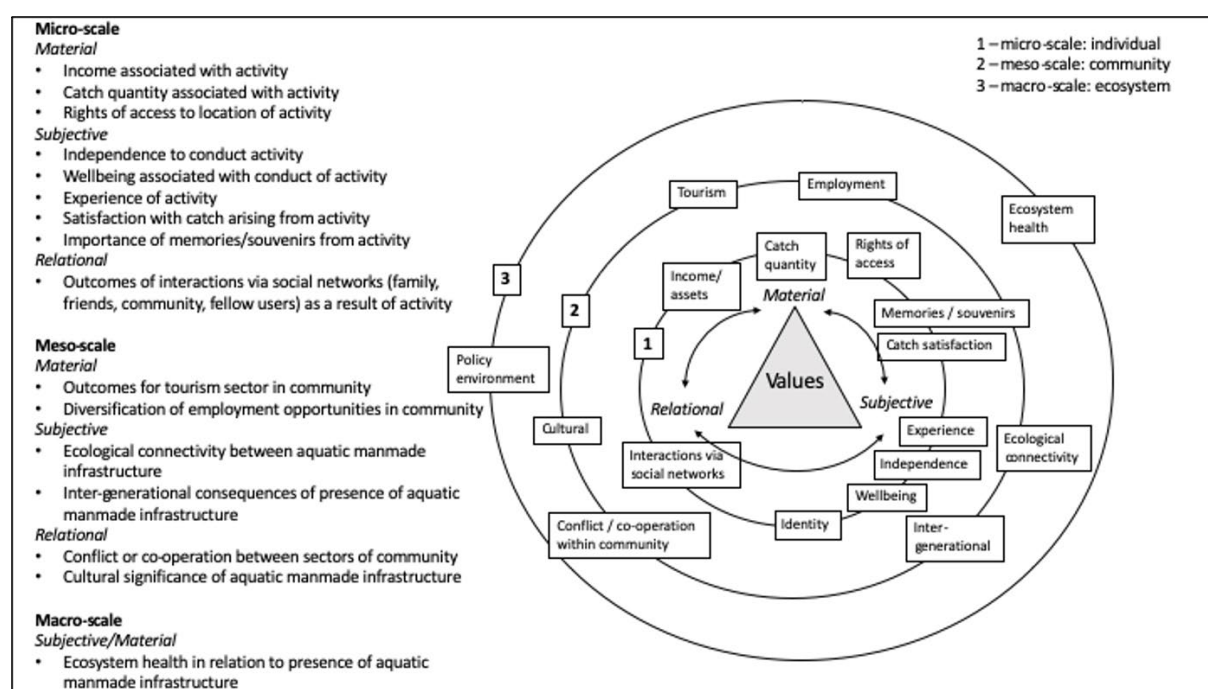 Micro-scale
Material
• Income associated with activity
• Catch quantity associated with activity
• Rights of access to location of activity
Subjective
• Independence to conduct activity
• Wellbeing associated with conduct of activity
• Experience of activity
• Satisfaction with catch arising from activity
• Importance of memories/souvenirs from activity
Relational
• Outcomes of interactions via social networks (family,
friends, community, fellow users) as a result of activity
Meso-scale
Material
• Outcomes for tourism sector in community
• Diversification of employment opportunities in community
Subjective
• Ecological connectivity between aquatic manmade
infrastructure
• Inter-generational consequences of presence of aquatic
manmade infrastructure
Relational
• Conflict or co-operation between sectors of community
• Cultural significance of aquatic manmade infrastructure
Macro-scale
Subjective/Material
• Ecosystem health in relation to presence of aquatic
manmade infrastructure
1 – micro-scale: individual
2 – meso-scale: community
3 – macro-scale: ecosystem
Tourism
Employment
Ecosystem
health
Catch
quantity
Rights of
access
Income/
assets
3
2
1
Material
Memories / souvenirs
Catch satisfaction
Policy
environment
Values
Relational
Subjective
Cultural
Experience
Ecological
connectivity
Interactions via
social networks
Independence
Wellbeing
Identity
Conflict / co-operation
within community
Inter-
generational